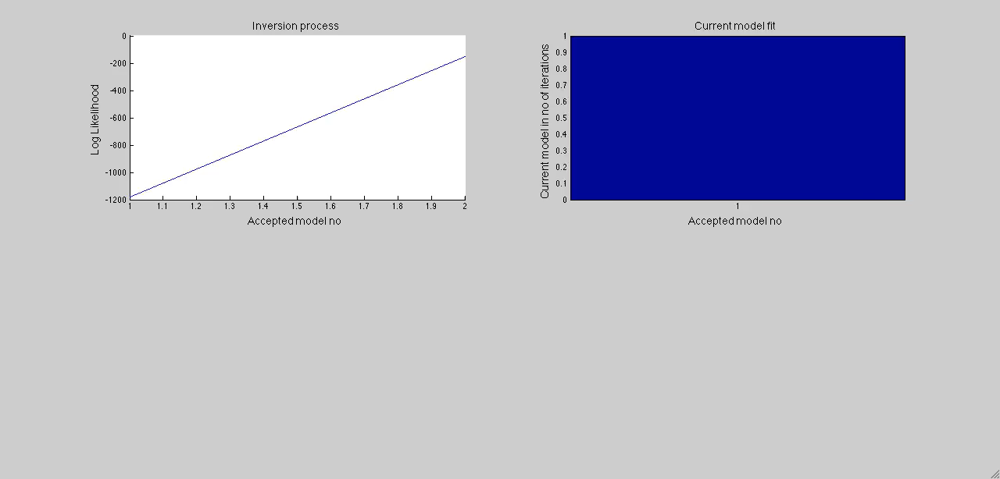 Inversion process
Log Likelihood
0
-200
-400
-600
-800
-1000
-1200
1 1.1 1.2 1.3 1.4 1.5 1.6 1.7 1.8 1.9 2
Accepted model no
Current model fit
Current model in no of iterations
1
0.9
0.8
0.7
0.6
0.5
0.4
0.3
0.2
0.1
0
1
Accepted model no